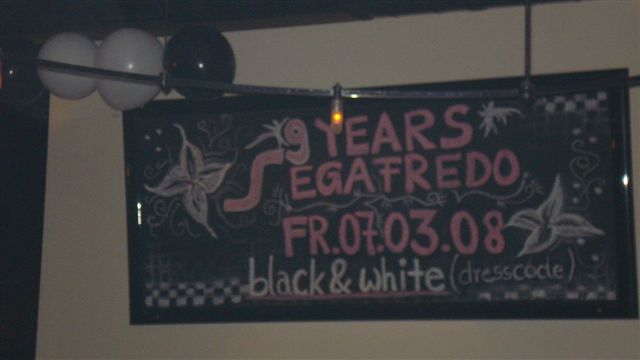 9 YEARS
SEGAFREDO
FR.07.03.08
black & white (dresscode)